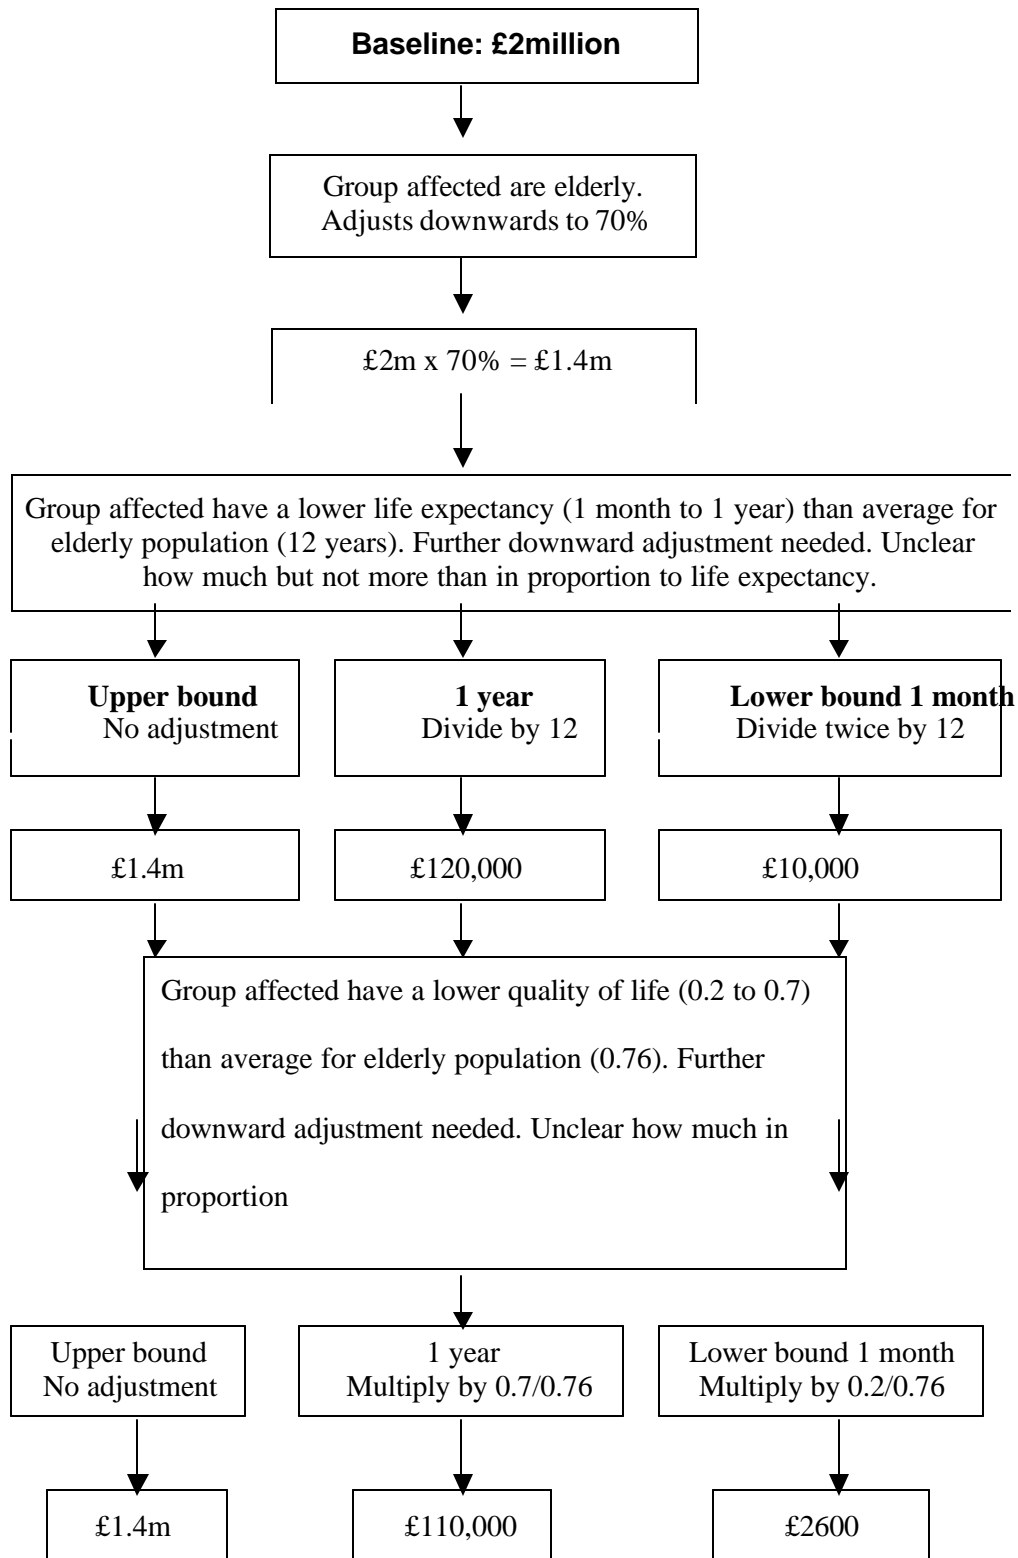 Baseline: £2million
Group affected are elderly.
Adjusts downwards to 70%
£2m x 70% = £1.4m
Group affected have a lower life expectancy (1 month to 1 year) than average for
elderly population (12 years). Further downward adjustment needed. Unclear
how much but not more than in proportion to life expectancy.
Upper bound
No adjustment
1 year
Divide by 12
Lower bound 1 month
Divide twice by 12
£1.4m
£120,000
£10,000
Group affected have a lower quality of life (0.2 to 0.7)
than average for elderly population (0.76). Further
downward adjustment needed. Unclear how much in
proportion
Upper bound
No adjustment
1 year
Multiply by 0.7/0.76
Lower bound 1 month
Multiply by 0.2/0.76
£1.4m
£110,000
£2600